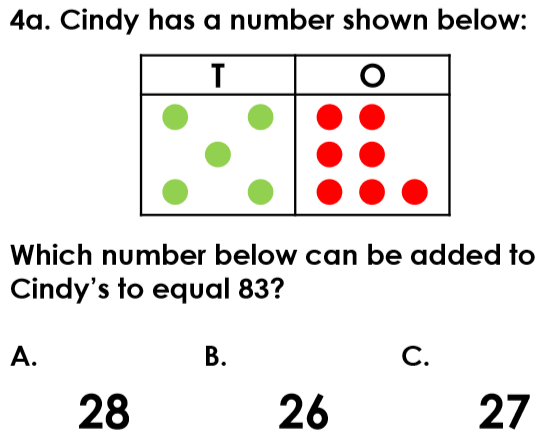 4a. Cindy has a number shown below:
T O
Which number below can be added to
Cindy’s to equal 83?
A. B. C.
28 26 27